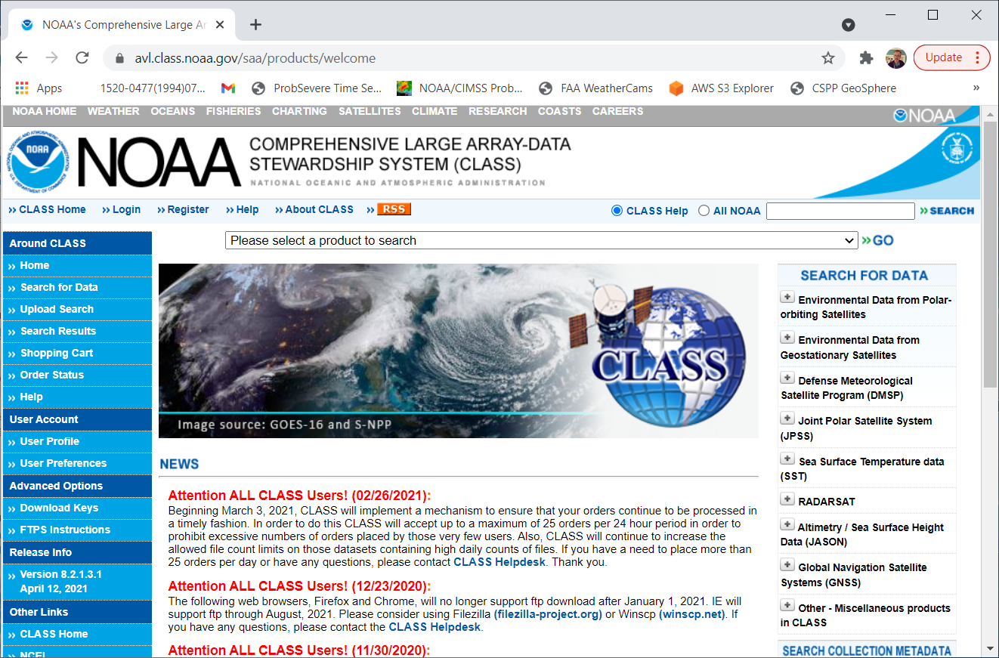 NOAA's Comprehensive Large Ar
avl.class.noaa.gov/saa/products/welcome
Update
Apps
1520-0477(1994)07...
ProbSevere Time Se...
NOAA/CIMSS Prob...
FAA WeatherCams
AWS S3 Explorer
CSPP GeoSphere
»
NOAA HOME WEATHER OCEANS FISHERIES CHARTING SATELLITES CLIMATE RESEARCH COASTS CAREERS
NOAA
NOAA
NOAA
COMPREHENSIVE LARGE ARRAY-DATA
STEWARDSHIP SYSTEM (CLASS)
NATIONAL OCEANIC AND ATMOSPHERIC ADMINISTRATION
» CLASS Home » Login » Register » Help » About CLASS » RSS
CLASS Help All NOAA » SEARCH
Please select a product to search
» GO
Around CLASS
» Home
» Search for Data
» Upload Search
» Search Results
» Shopping Cart
» Order Status
» Help
User Account
» User Profile
» User Preferences
Advanced Options
» Download Keys
» FTPS Instructions
Release Info
» Version 8.2.1.3.1
April 12, 2021
Other Links
» CLASS Home
» NCEI
CLASS
Image source: GOES-16 and S-NPP
NEWS
Attention ALL CLASS Users! (02/26/2021):
Beginning March 3, 2021, CLASS will implement a mechanism to ensure that your orders continue to be processed in
a timely fashion. In order to do this CLASS will accept up to a maximum of 25 orders per 24 hour period in order to
prohibit excessive numbers of orders placed by those very few users. Also, CLASS will continue to increase the
allowed file count limits on those datasets containing high daily counts of files. If you have a need to place more than
25 orders per day or have any questions, please contact CLASS Helpdesk. Thank you.
Attention ALL CLASS Users! (12/23/2020):
The following web browsers, Firefox and Chrome, will no longer support ftp download after January 1, 2021. IE will
support ftp through August, 2021. Please consider using Filezilla (filezilla-project.org) or Winscp (winscp.net). If
you have any questions, please contact the CLASS Helpdesk.
Attention ALL CLASS Users! (11/30/2020):
SEARCH FOR DATA
Environmental Data from Polar-
orbiting Satellites
Environmental Data from
Geostationary Satellites
Defense Meteorological
Satellite Program (DMSP)
Joint Polar Satellite System
(JPSS)
Sea Surface Temperature data
(SST)
RADARSAT
Altimetry / Sea Surface Height
Data (JASON)
Global Navigation Satellite
Systems (GNSS)
Other - Miscellaneous products
in CLASS
SEARCH COLLECTION METADATA